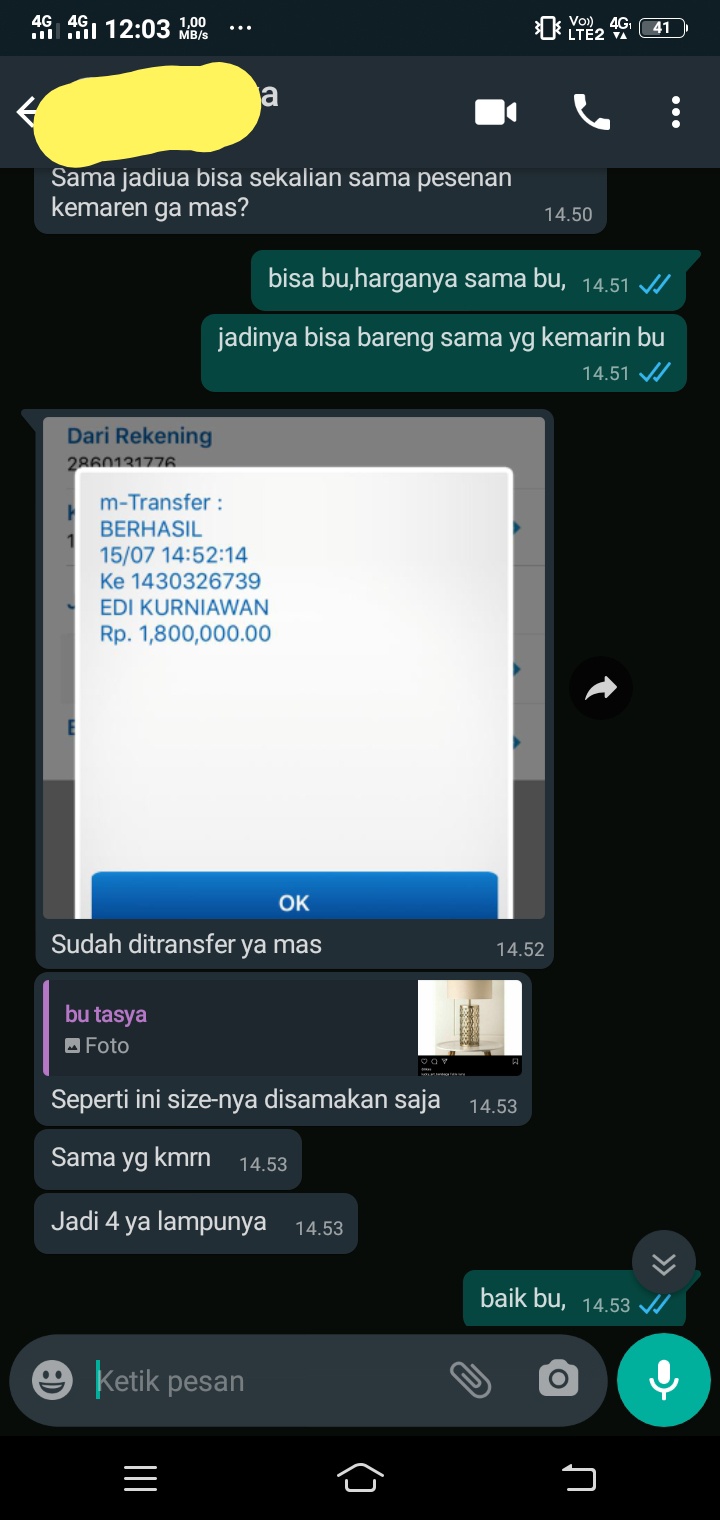 4G 4G 12:03 1,00 MB/s ... Vo)) LTE2 4G 41
a
Sama jadiua bisa sekalian sama pesenan
kemaren ga mas?
14.50
bisa bu,harganya sama bu, 14.51
jadinya bisa bareng sama yg kemarin bu
14.51
Dari Rekening
2860131776
m-Transfer :
BERHASIL
15/07 14:52:14
Ke 1430326739
EDI KURNIAWAN
Rp. 1,800,000.00
OK
Sudah ditransfer ya mas 14.52
bu tasya
Foto
Seperti ini size-nya disamakan saja 14.53
Sama yg kmrn 14.53
Jadi 4 ya lampunya 14.53
baik bu, 14.53
Ketik pesan